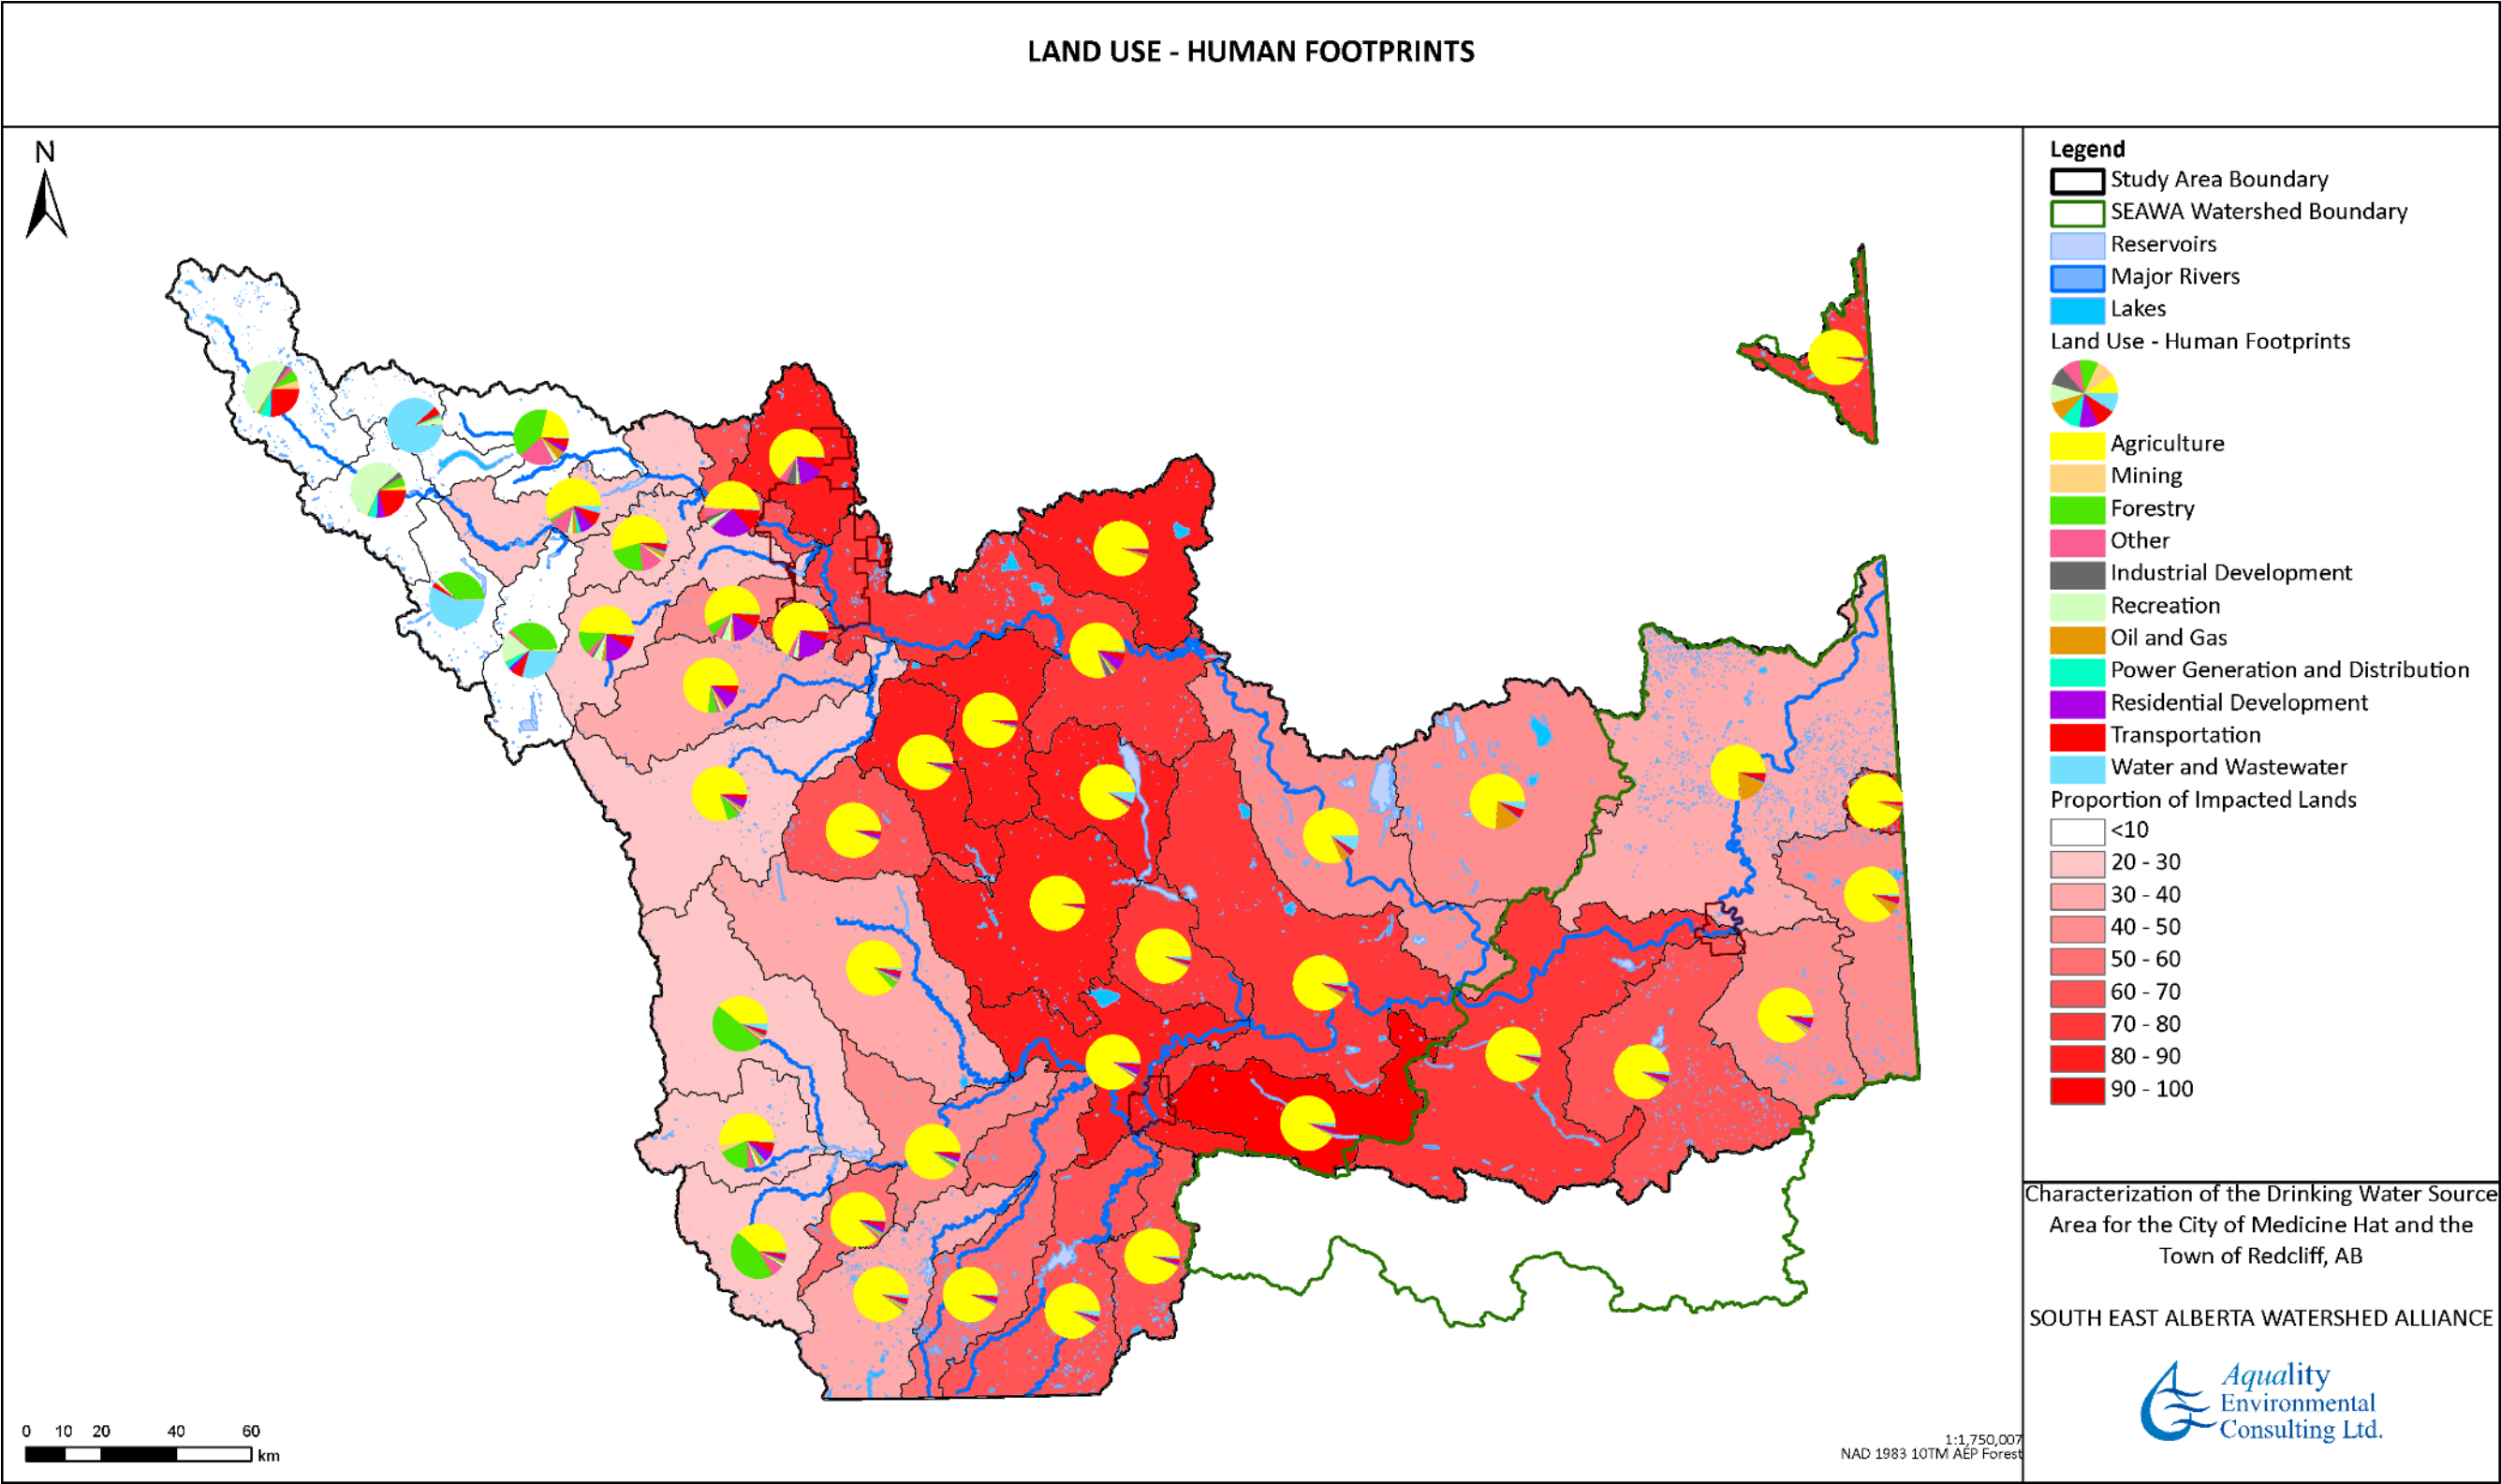 LAND USE - HUMAN FOOTPRINTS
N
Legend
Study Area Boundary
SEAWA Watershed Boundary
Reservoirs
Major Rivers
Lakes
Land Use - Human Footprints
Agriculture
Mining
Forestry
Other
Industrial Development
Recreation
Oil and Gas
Power Generation and Distribution
Residential Development
Transportation
Water and Wastewater
Proportion of Impacted Lands
<10
20 - 30
30 - 40
40 - 50
50 - 60
60 - 70
70 - 80
80 - 90
90 - 100
0 10 20 40 60
km
1:1,750,007
NAD 1983 10TM AEP Forest
Characterization of the Drinking Water Source
Area for the City of Medicine Hat and the
Town of Redcliff, AB
SOUTH EAST ALBERTA WATERSHED ALLIANCE
Aquality
Environmental
Consulting Ltd.